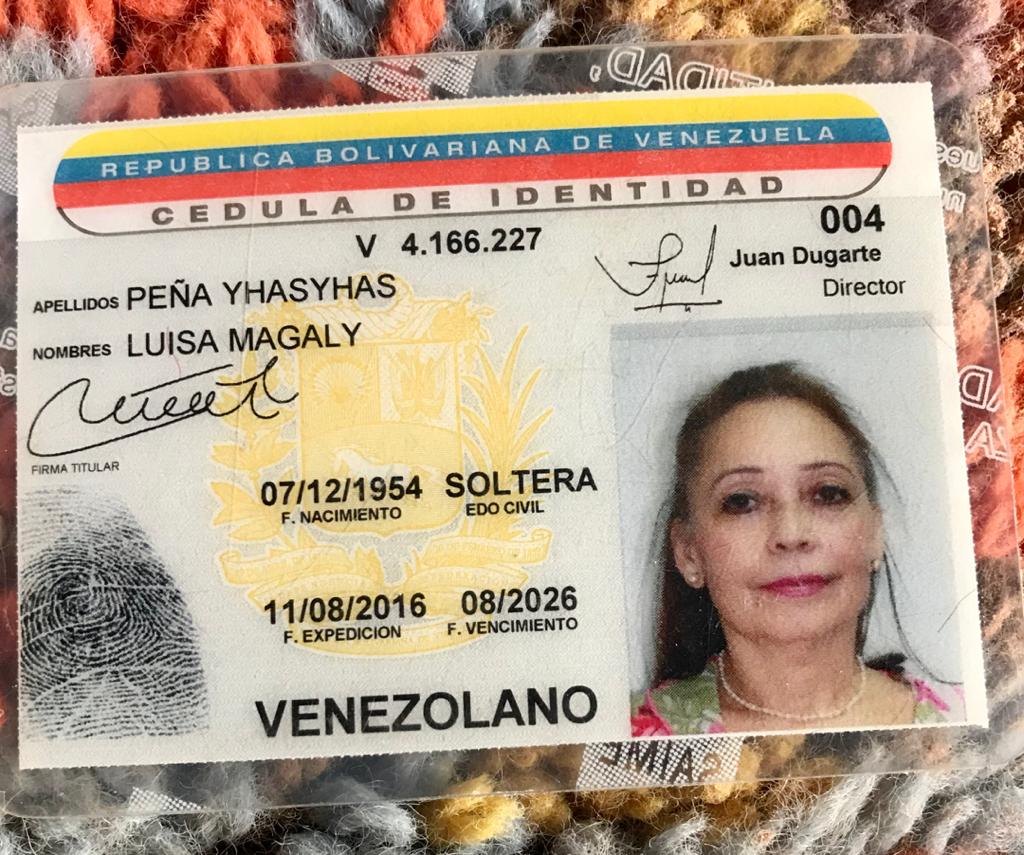 REPUBLICA BOLIVARIANA DE VENEZUELA
CEDULA DE IDENTIDAD
V 4.166.227
004
Juan Dugarte
Director
APELLIDOS PEÑA YHASYHAS
NOMBRES LUISA MAGALY
FIRMA TITULAR
07/12/1954 SOLTERA
F. NACIMIENTO EDO CIVIL
11/08/2016 08/2026
F. EXPEDICION F. VENCIMIENTO
VENEZOLANO
SAIME